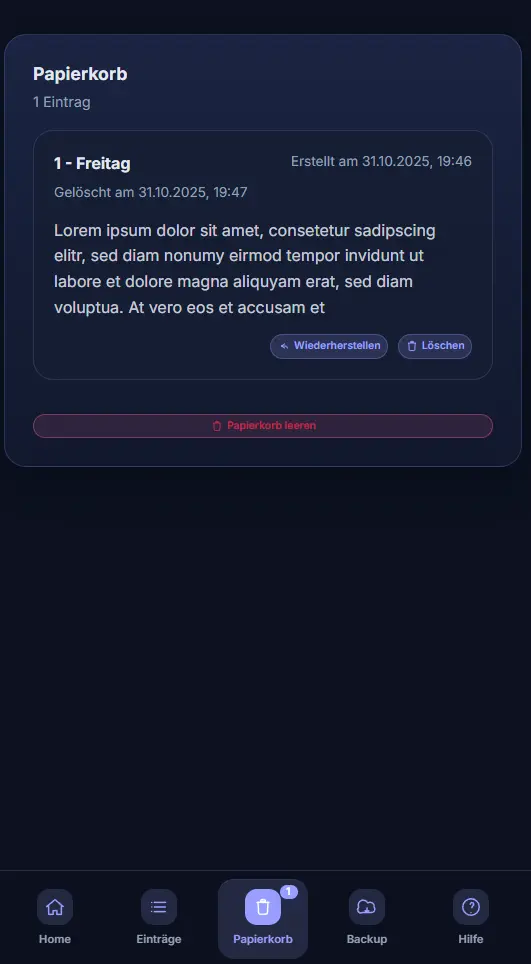 Papierkorb
1 Eintrag
1 - Freitag
Erstellt am 31.10.2025, 19:46
Gelöscht am 31.10.2025, 19:47
Lorem ipsum dolor sit amet, consetetur sadipscing
elitr, sed diam nonumy eirmod tempor invidunt ut
labore et dolore magna aliquyam erat, sed diam
voluptua. At vero eos et accusam et
Wiederherstellen
Löschen
Papierkorb leeren
1
Home
Einträge
Papierkorb
Backup
Hilfe